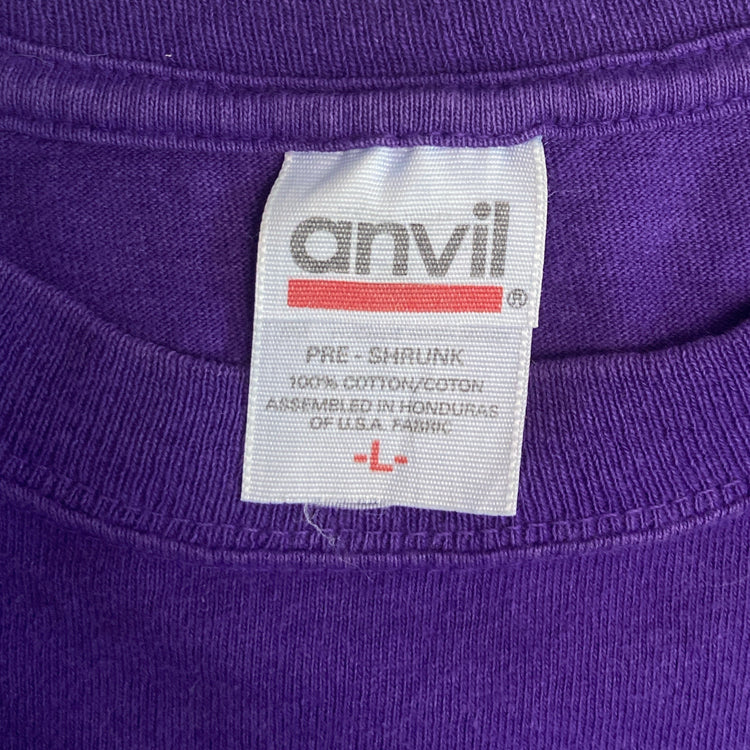 anvil
®
PRE - SHRUNK
100% COTTON/COTON
ASSEMBLED IN HONDURAS
OF U.S.A. FABRIC
-L-